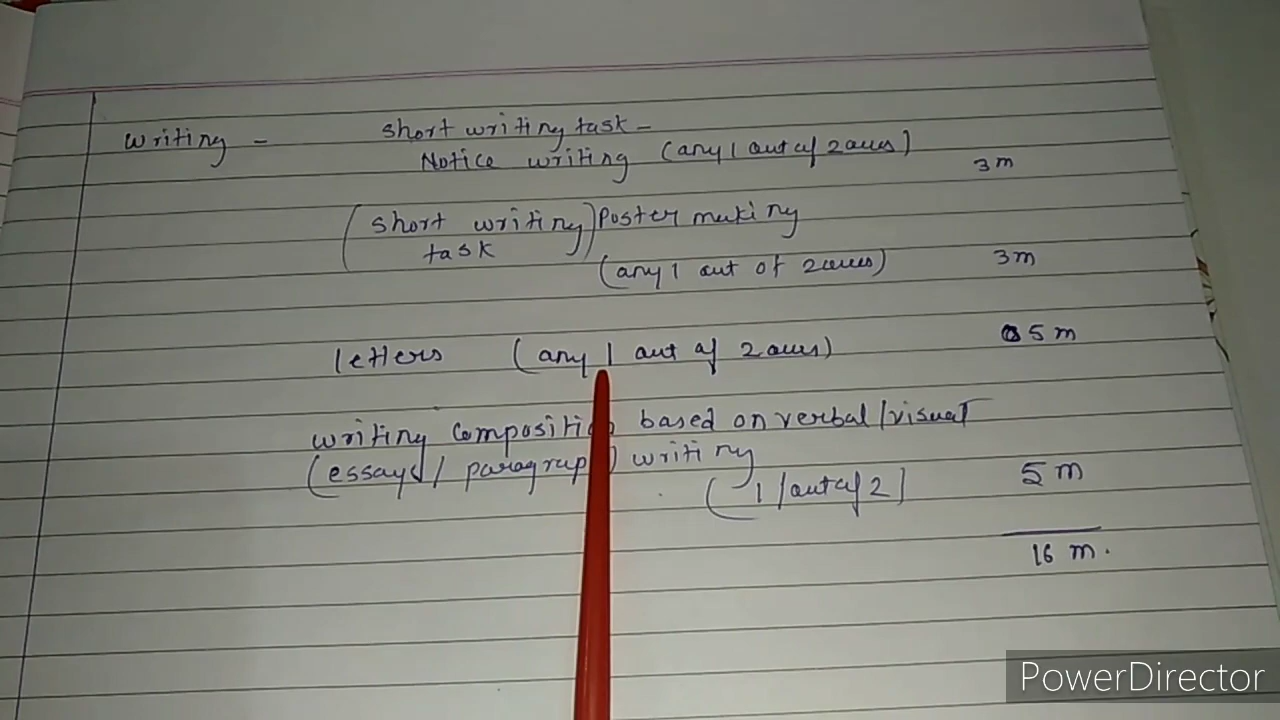 writing - short writing task -
Notice writing (any 1 out of 2 ques) 3m
(short writing task) Poster making
(any 1 out of 2 ques) 3m
letters (any 1 out of 2 ques) 05 m
writing composition based on verbal/visual
(essays / paragraph) writing
(1/out of 2) 5 m
16 m.
PowerDirector